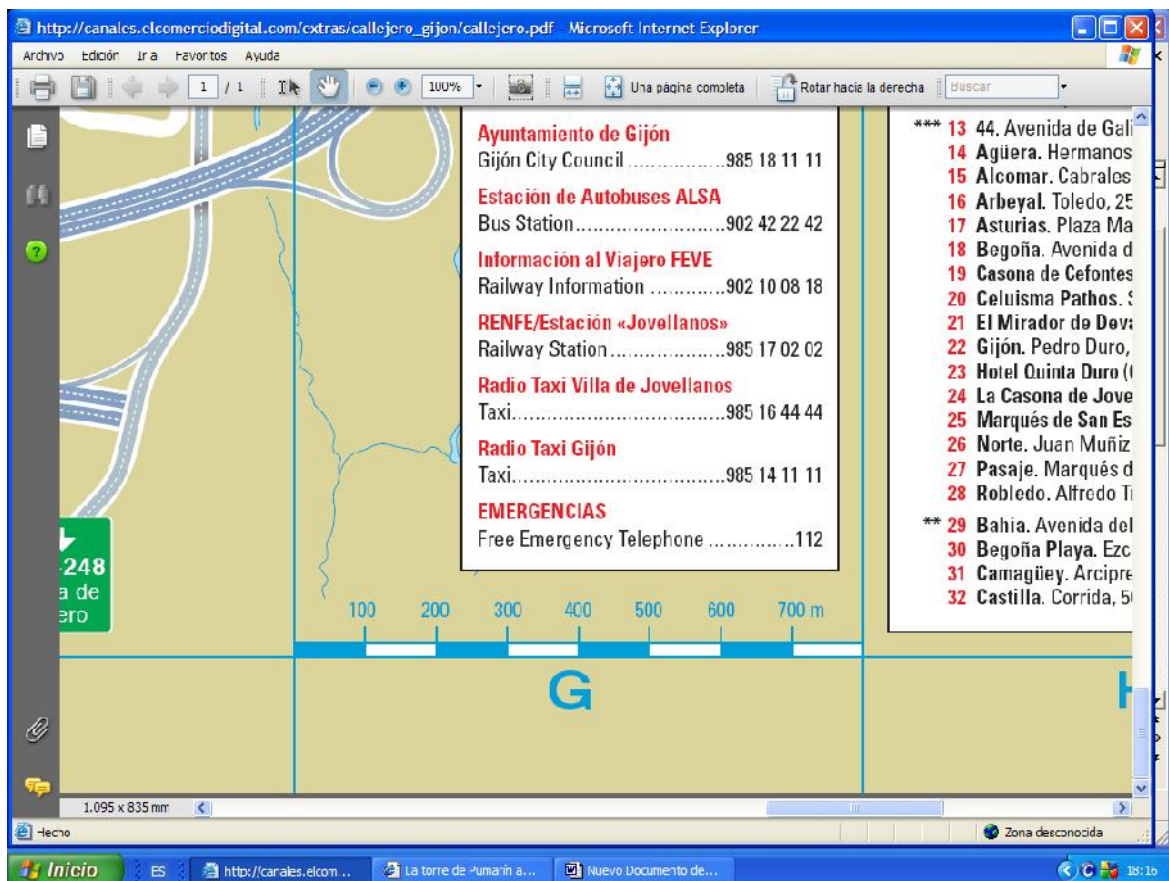 http://canales.elcomerciodigital.com/extras/callejero_gijon/callejero.pdf - Microsoft Internet Explorer
Archivo Edición Ir a Favoritos Ayuda
1 / 1 100% Una página completa Rotar hacia la derecha Buscar
Ayuntamiento de Gijón
Gijón City Council ................985 18 11 11
Estación de Autobuses ALSA
Bus Station........................902 42 22 42
Información al Viajero FEVE
Railway Information .............902 10 08 18
RENFE/Estación «Jovellanos»
Railway Station....................985 17 02 02
Radio Taxi Villa de Jovellanos
Taxi.....................................985 16 44 44
Radio Taxi Gijón
Taxi.....................................985 14 11 11
EMERGENCIAS
Free Emergency Telephone ...............112
*** 13 44. Avenida de Gali
14 Agüera. Hermanos
15 Alcomar. Cabrales
16 Arbeyal. Toledo, 25
17 Asturias. Plaza Ma
18 Begoña. Avenida d
19 Casona de Cefontes
20 Celuisma Pathos. S
21 El Mirador de Deva
22 Gijón. Pedro Duro,
23 Hotel Quinta Duro (
24 La Casona de Jove
25 Marqués de San Es
26 Norte. Juan Muñiz
27 Pasaje. Marqués d
28 Robledo. Alfredo T
** 29 Bahía. Avenida del
30 Begoña Playa. Ezc
31 Camagüey. Arcipre
32 Castilla. Corrida, 5
-248
a de
ero
100 200 300 400 500 600 700 m
G H
1.095 x 835 mm
Hecho Zona desconocida
Inicio ES http://canales.elcom... La torre de Pumarín a... Nuevo Documento de... 18:16